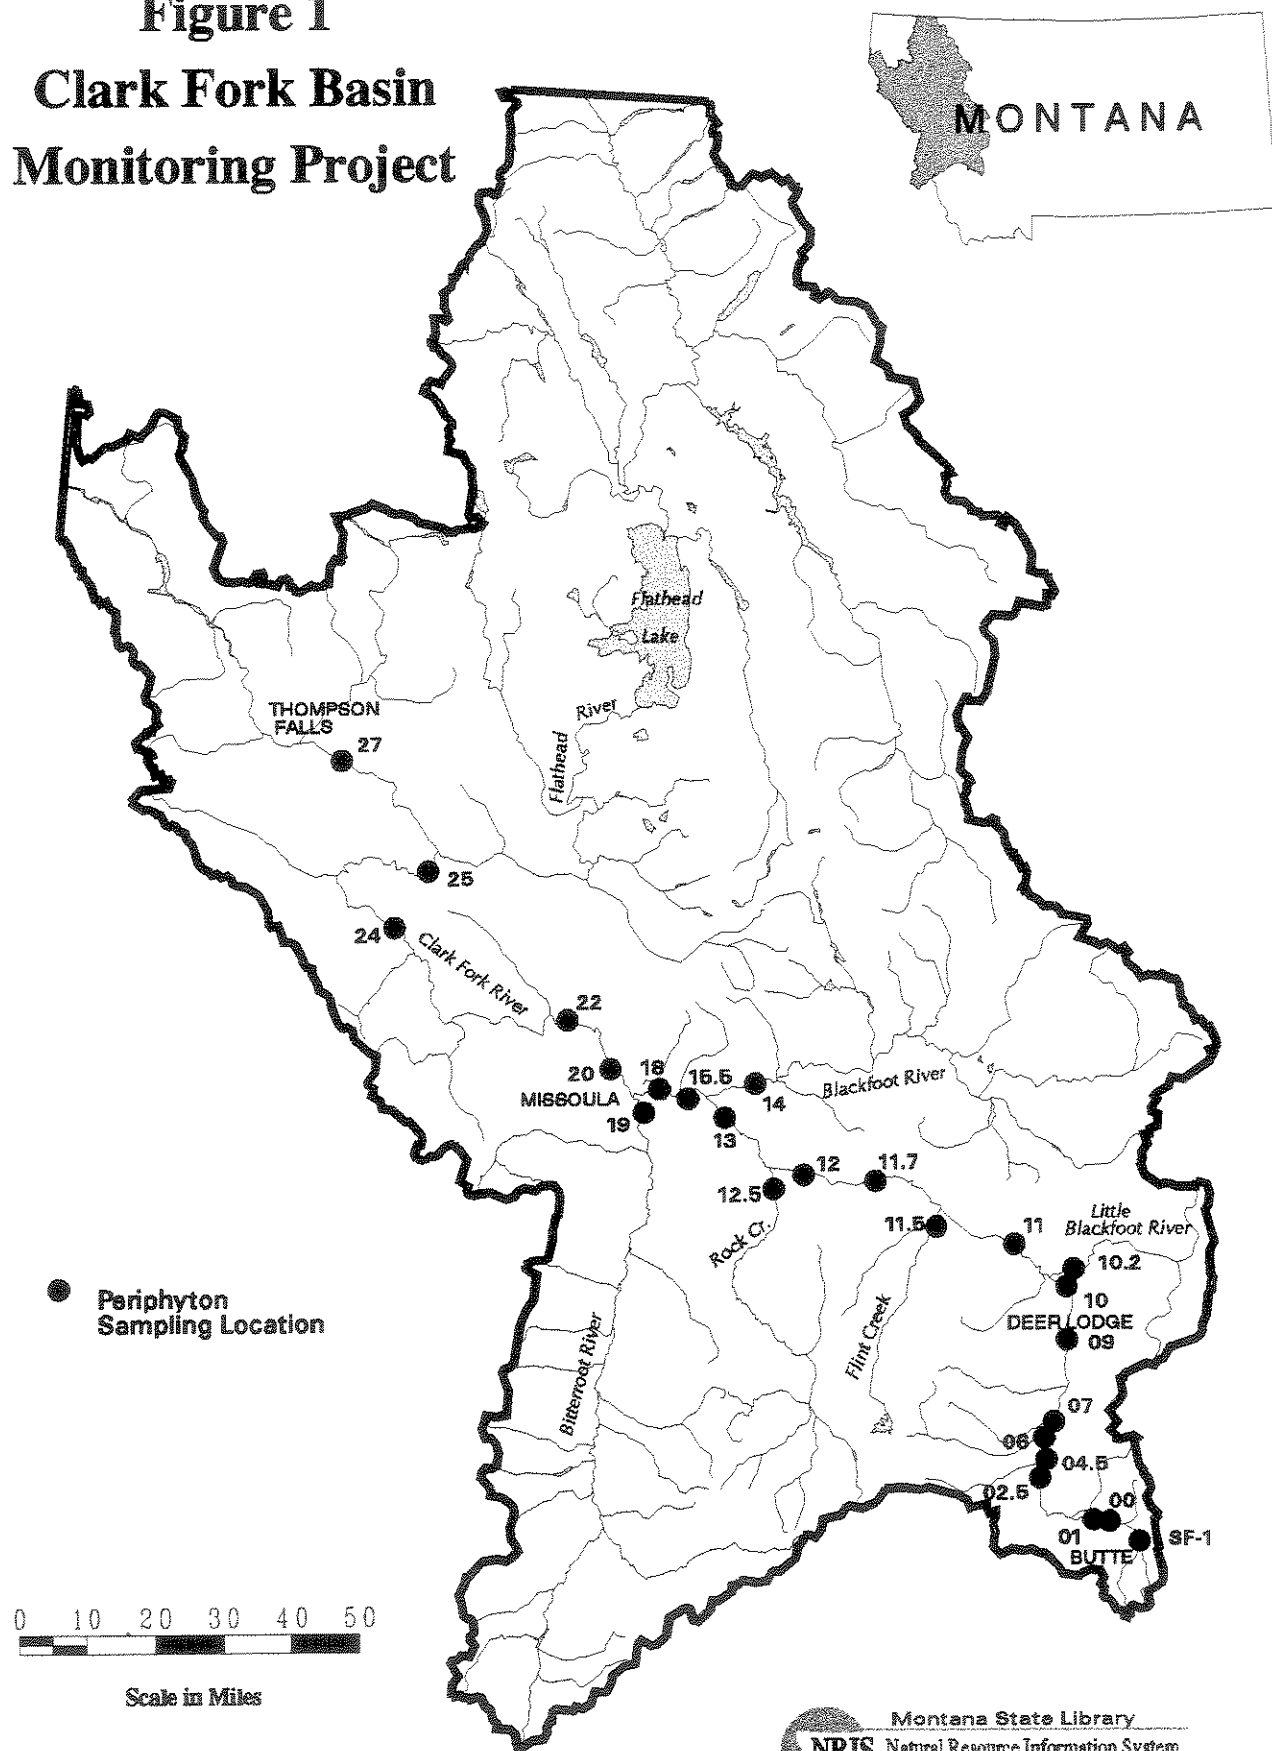 Figure 1
Clark Fork Basin
Monitoring Project
MONTANA
Flathead
Lake
River
Flathead
THOMPSON
FALLS
27
25
24
Clark Fork River
22
20
18
15.5
MISSOULA
19
13
14
Blackfoot River
12
11.7
12.5
Rock Cr.
11.5
11
Little
Blackfoot River
10.2
10
DEER LODGE
09
Flint Creek
Bitterroot River
Periphyton
Sampling Location
07
06
04.5
02.5
00
01
SF-1
BUTTE
0 10 20 30 40 50
Scale in Miles
Montana State Library
NRIS Natural Resource Information System